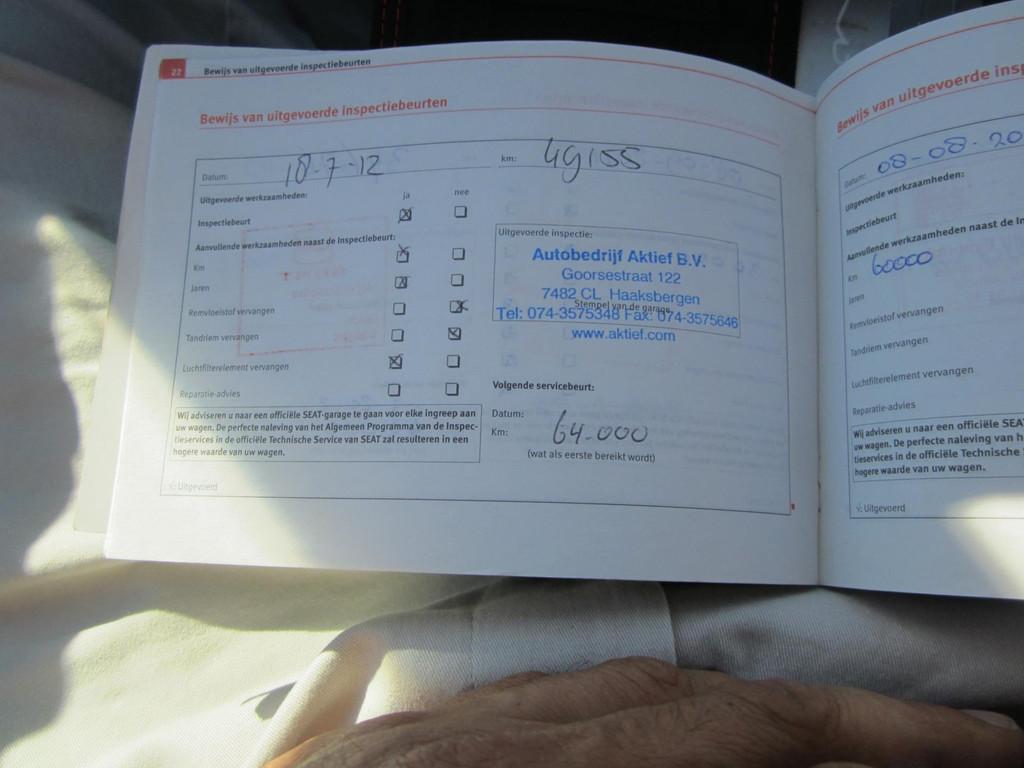 22 Bewijs van uitgevoerde inspectiebeurten
Bewijs van uitgevoerde inspectiebeurten
Datum: 18-7-12 km: 49155
Uitgevoerde werkzaamheden: ja nee
Inspectiebeurt
Aanvullende werkzaamheden naast de Inspectiebeurt:
Km
Jaren
Remvloeistof vervangen
Tandriem vervangen
Luchtfilterelement vervangen
Reparatie-advies
Wij adviseren u naar een officiële SEAT-garage te gaan voor elke ingreep aan
uw wagen. De perfecte naleving van het Algemeen Programma van de Inspec-
tieservices in de officiële Technische Service van SEAT zal resulteren in een
hogere waarde van uw wagen.
√: Uitgevoerd
Uitgevoerde inspectie:
Autobedrijf Aktief B.V.
Goorsestraat 122
7482 CL Haaksbergen
Stempel van de garage
Tel: 074-3575348 Fax: 074-3575646
www.aktief.com
Volgende servicebeurt:
Datum:
Km: 64.000
(wat als eerste bereikt wordt)
Bewijs van uitgevoerde insp
Datum: 08-08-20
Uitgevoerde werkzaamheden:
Inspectiebeurt
Aanvullende werkzaamheden naast de In
Km 60000
Jaren
Remvloeistof vervangen
Tandriem vervangen
Luchtfilterelement vervangen
Reparatie-advies
Wij adviseren u naar een officiële SEA
uw wagen. De perfecte naleving van h
tieservices in de officiële Technische
hogere waarde van uw wagen.
√: Uitgevoerd